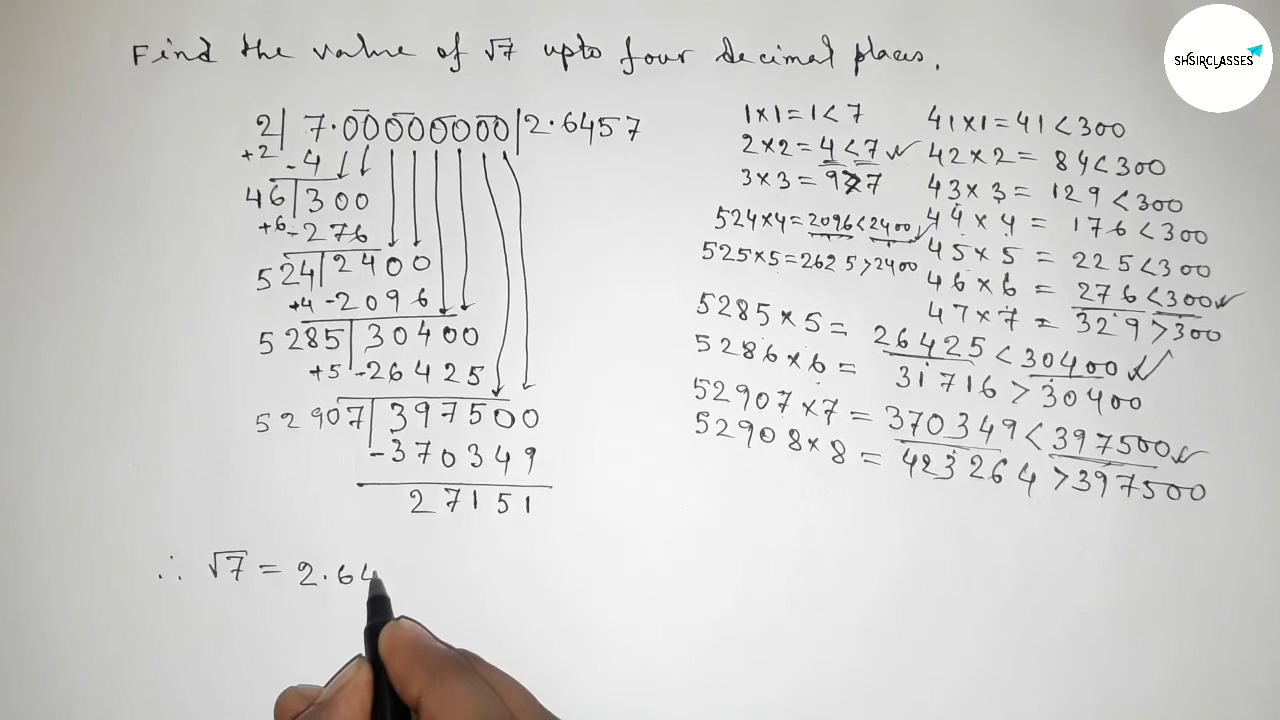 Find the value of √7 upto four decimal places.
SHSIRCLASSES
2 | 7.00000000 | 2.6457
+2 -4
46 | 300
+6 -276
524 | 2400
+4 -2096
5285 | 30400
+5 -26425
52907 | 397500
-370349
27151
1×1=1<7
2×2=4<7 ✓
3×3=9>7
524×4=2096<2400 ✓
525×5=2625>2400
41×1=41<300
42×2=84<300
43×3=129<300
44×4=176<300
45×5=225<300
46×6=276<300 ✓
47×7=329>300
5285×5=26425<30400 ✓
5286×6=31716>30400
52907×7=370349<397500 ✓
52908×8=423264>397500
∴ √7 = 2.64